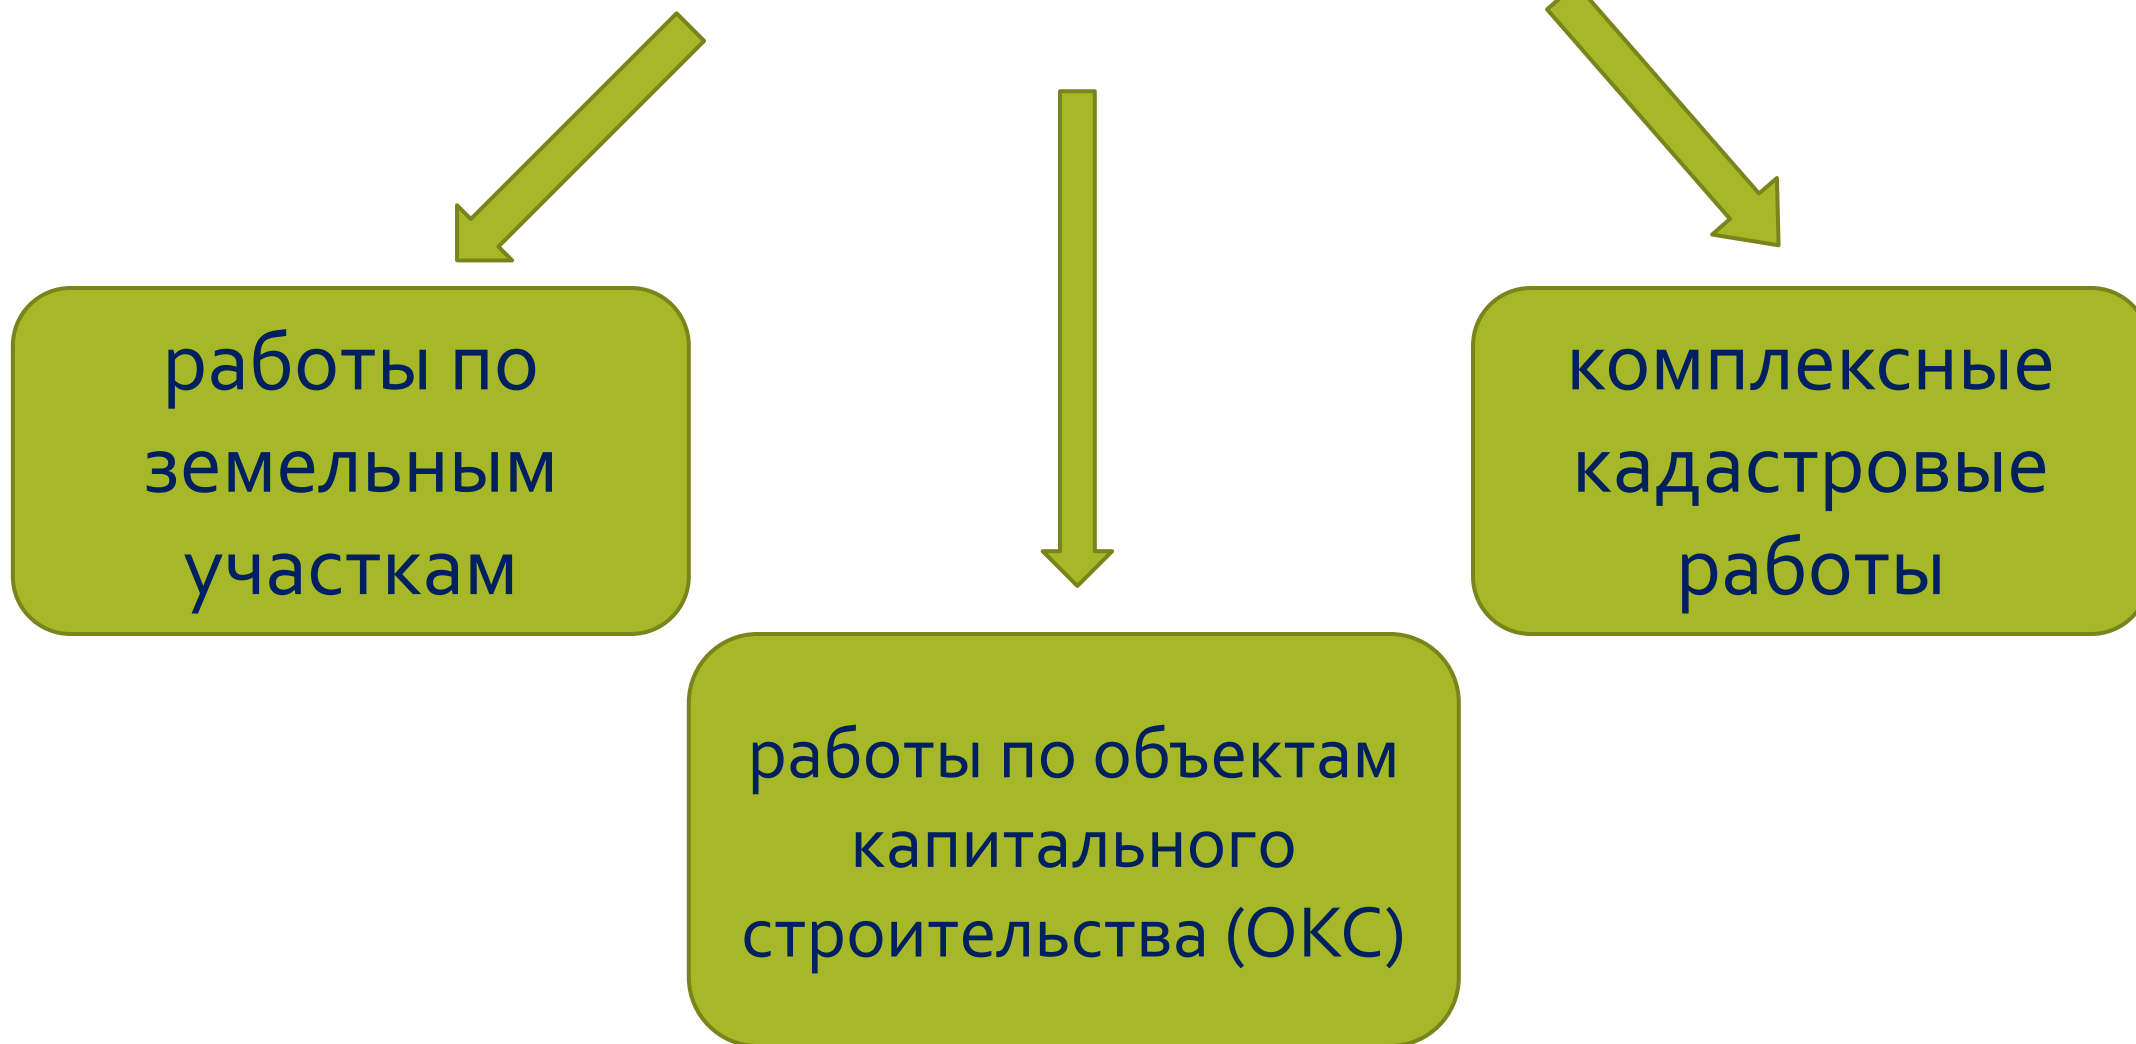 работы по
земельным
участкам
работы по объектам
капитального
строительства (ОКС)
комплексные
кадастровые
работы